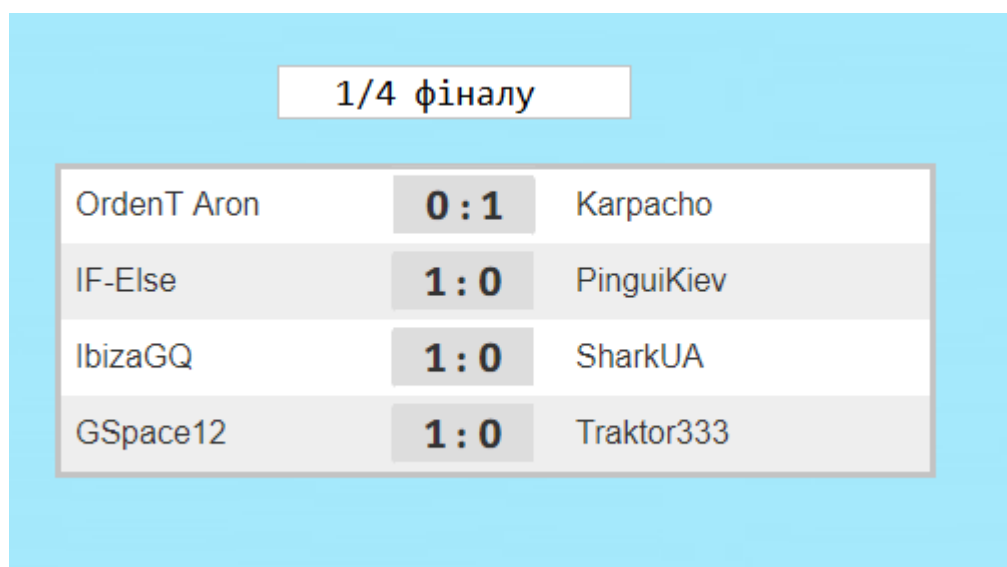 1/4 фіналу
OrdenT Aron 0 : 1 Karpacho
IF-Else 1 : 0 PinguiKiev
IbizaGQ 1 : 0 SharkUA
GSpace12 1 : 0 Traktor333